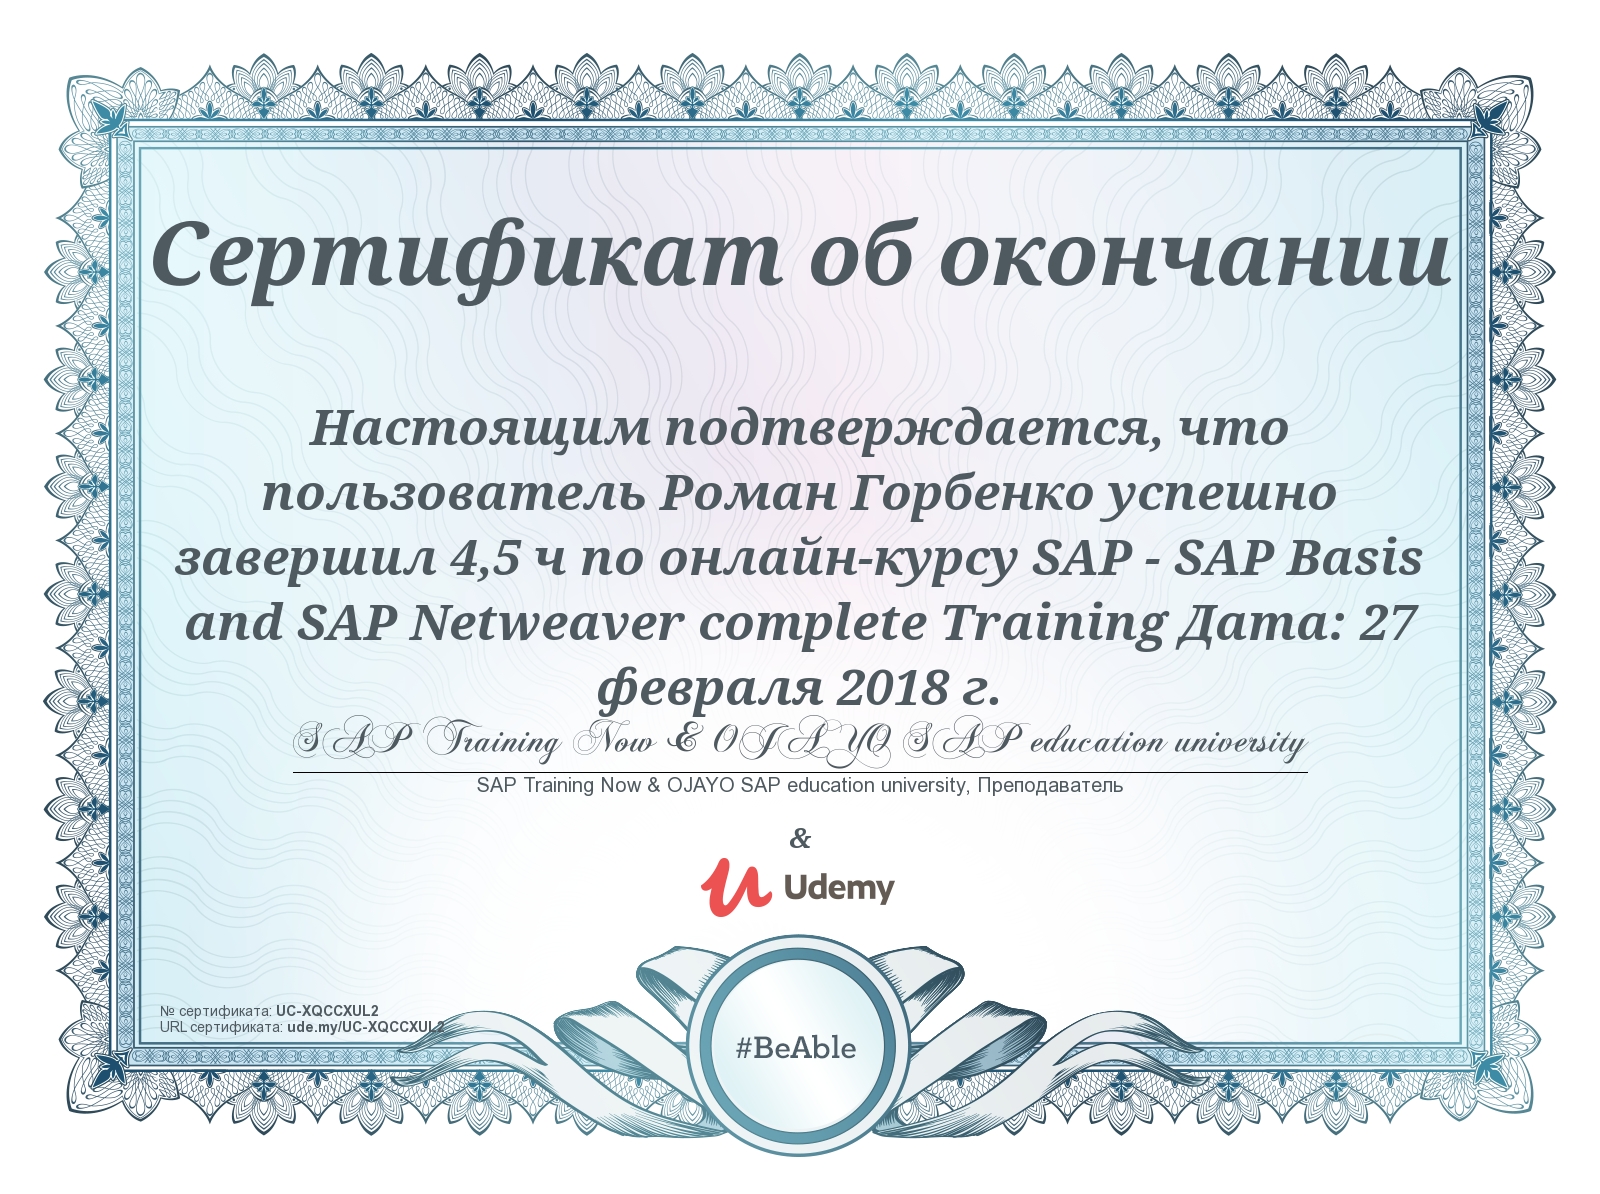 Сертификат об окончании
Настоящим подтверждается, что
пользователь Роман Горбенко успешно
завершил 4,5 ч по онлайн-курсу SAP - SAP Basis
and SAP Netweaver complete Training Дата: 27
февраля 2018 г.
SAP Training Now & OJAYO SAP education university
SAP Training Now & OJAYO SAP education university, Преподаватель
&
Udemy
№ сертификата: UC-XQCCXUL2
URL сертификата: ude.my/UC-XQCCXUL2
#BeAble